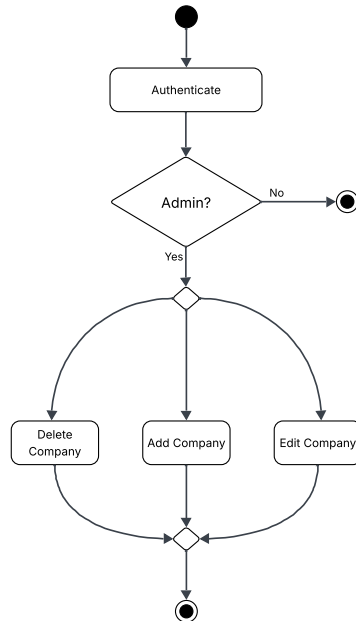 Authenticate
Admin?
No
Yes
Delete
Company
Add Company
Edit Company